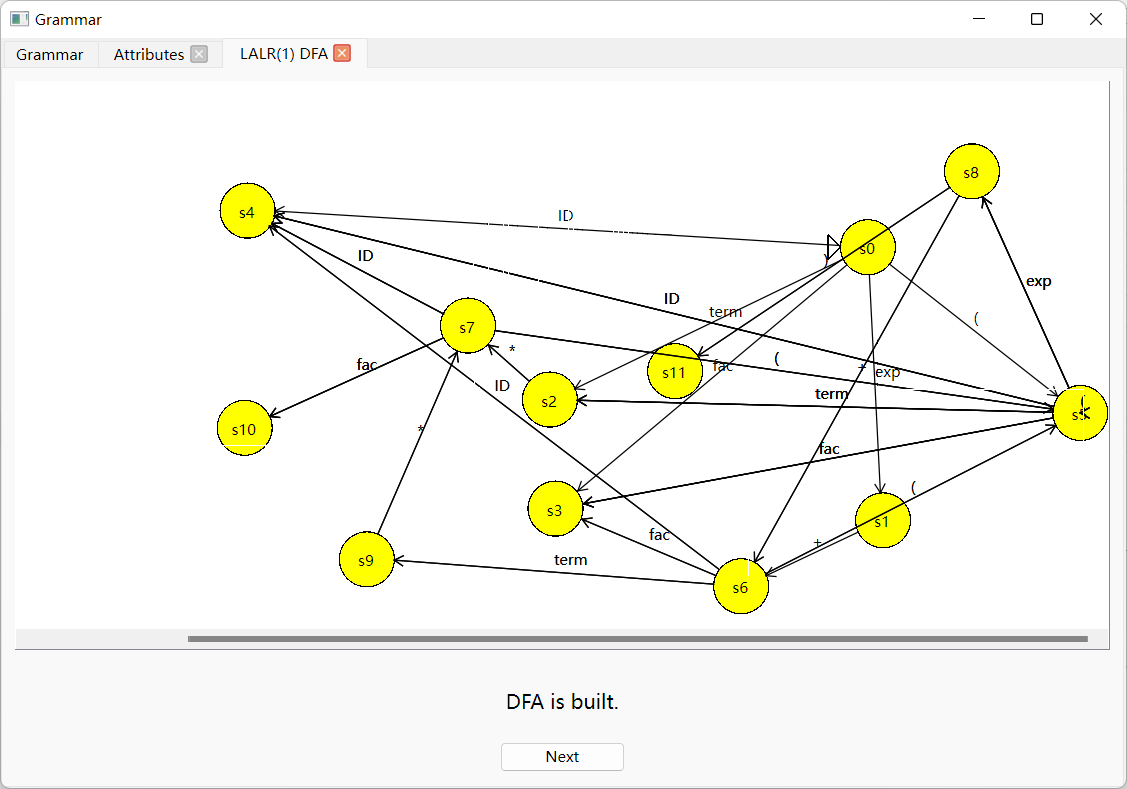 Grammar
Grammar
Attributes
LALR(1) DFA
s8
s4
ID
s0
)
ID
exp
ID
term
(
s7
*
fac
(
fac
s11
+
exp
ID
term
s2
s5
s10
*
fac
(
s3
s1
fac
+
term
s9
s6
DFA is built.
Next